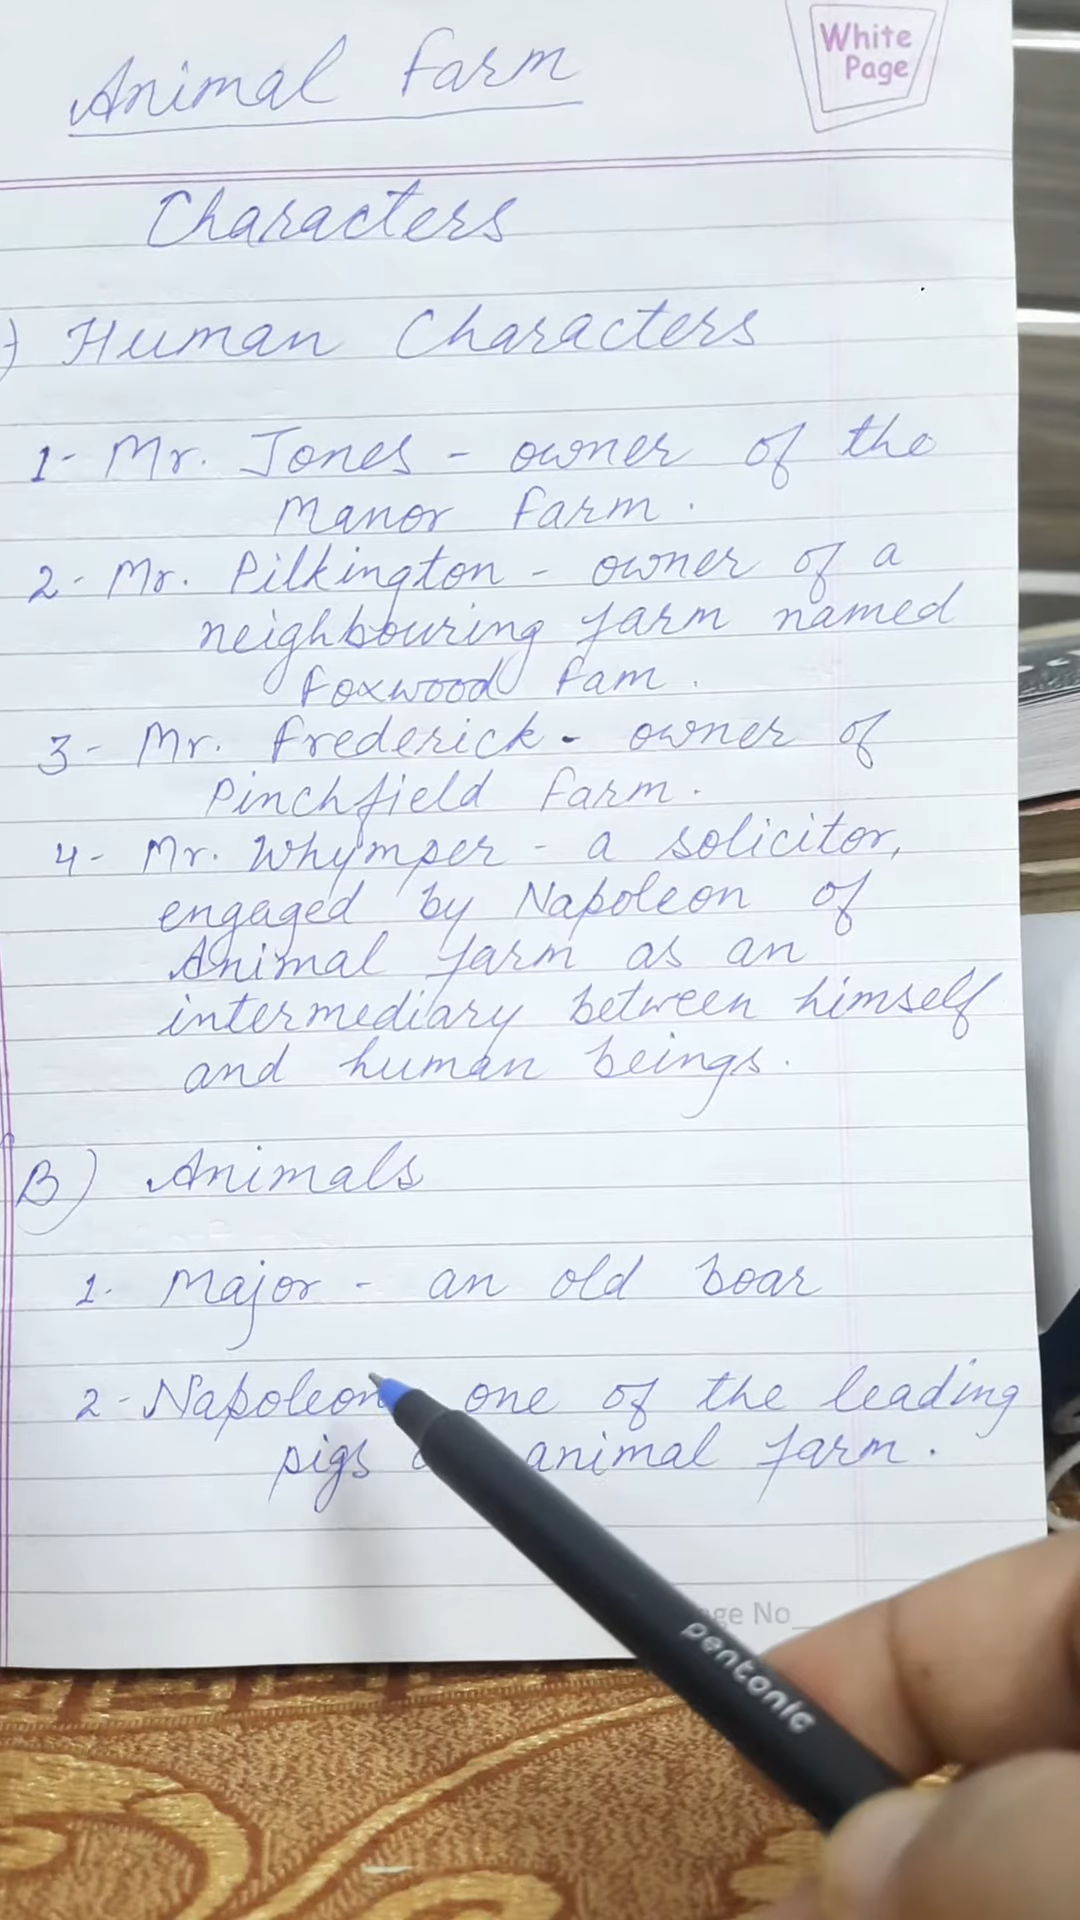 White
Page
Animal Farm
Characters
) Human Characters
1- Mr. Jones - owner of the
Manor Farm.
2- Mr. Pilkington - owner of a
neighbouring farm named
Foxwood Fam.
3- Mr. Frederick - owner of
Pinchfield Farm.
4- Mr. Whymper - a solicitor,
engaged by Napoleon of
Animal farm as an
intermediary between himself
and human beings.
B) Animals
1- Major - an old boar
2- Napoleon one of the leading
pigs animal farm.
ge No
pentonic